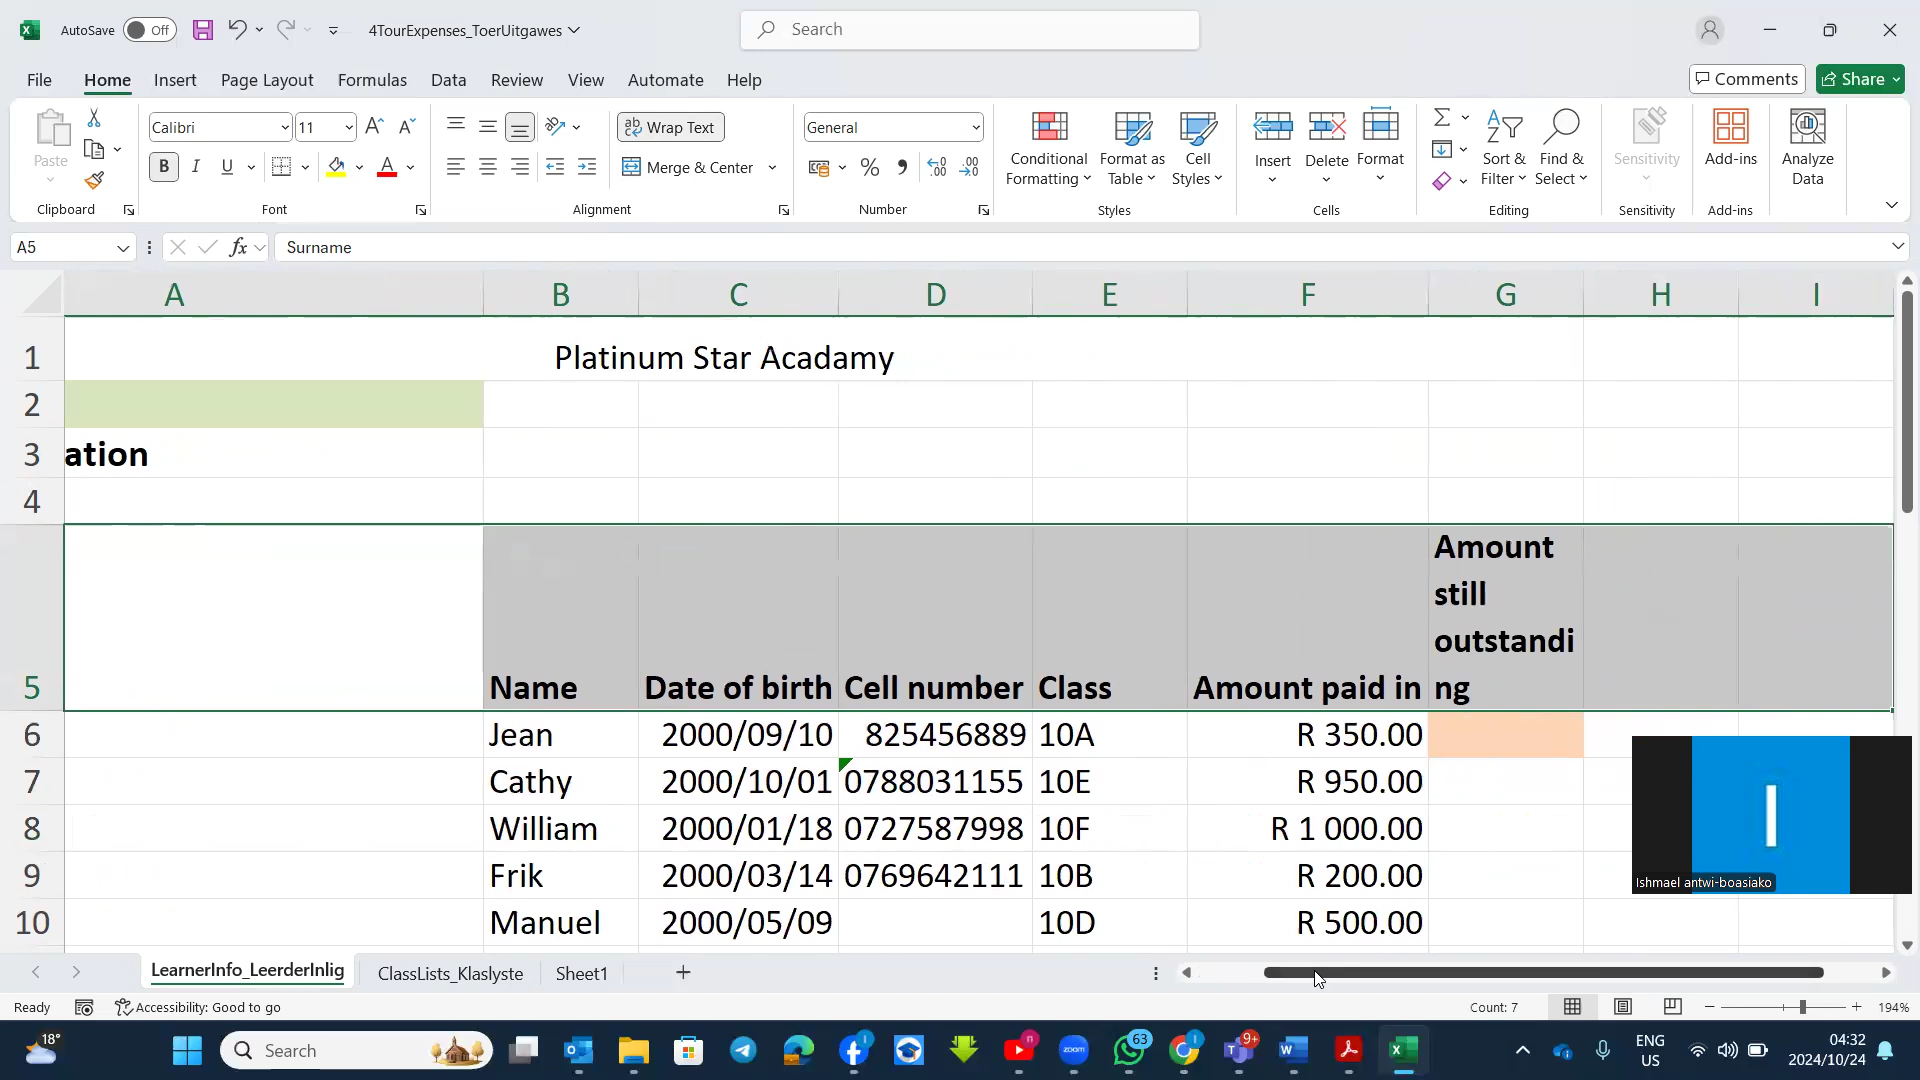 AutoSave Off 4TourExpenses_ToerUitgawes Search
File Home Insert Page Layout Formulas Data Review View Automate Help Comments Share
Paste Calibri 11 Wrap Text General
B I U Merge & Center
Conditional Formatting Format as Table Cell Styles Insert Delete Format Sort & Filter Find & Select Sensitivity Add-ins Analyze Data
Clipboard Font Alignment Number Styles Cells Editing Sensitivity Add-ins
A5 fx Surname
A B C D E F G H I
1 Platinum Star Acadamy
2
3 ation
4
Amount
still
outstandi
5 Name Date of birth Cell number Class Amount paid in ng
6 Jean 2000/09/10 825456889 10A R 350.00
7 Cathy 2000/10/01 0788031155 10E R 950.00
8 William 2000/01/18 0727587998 10F R 1 000.00
9 Frik 2000/03/14 0769642111 10B R 200.00
10 Manuel 2000/05/09 10D R 500.00
I
Ishmael antwi-boasiako
LearnerInfo_LeerderInlig ClassLists_Klaslyste Sheet1
Ready Accessibility: Good to go Count: 7 194%
18° Search zoom 63 9+ ENG US 04:32
2024/10/24